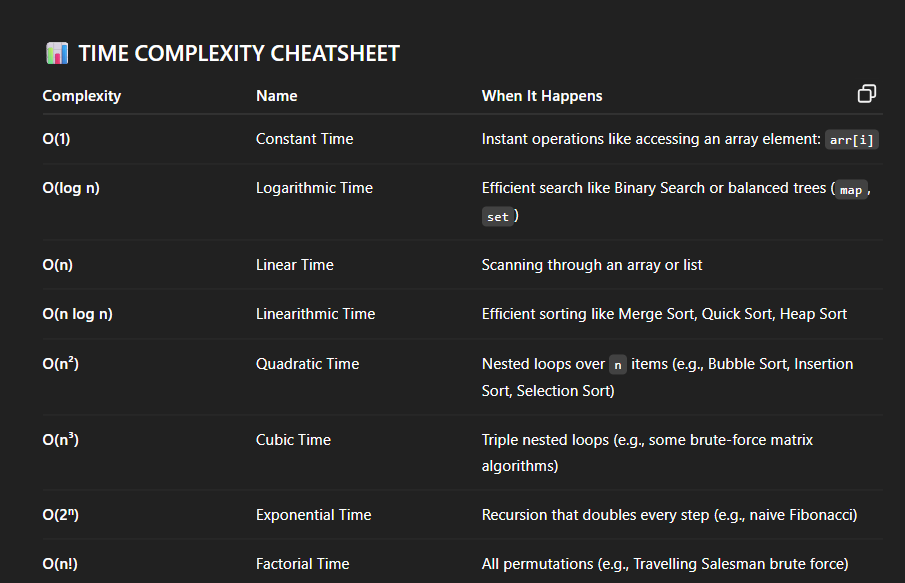 📊 TIME COMPLEXITY CHEATSHEET
Complexity Name When It Happens
O(1) Constant Time Instant operations like accessing an array element: arr[i]
O(log n) Logarithmic Time Efficient search like Binary Search or balanced trees (map,
set)
O(n) Linear Time Scanning through an array or list
O(n log n) Linearithmic Time Efficient sorting like Merge Sort, Quick Sort, Heap Sort
O(n²) Quadratic Time Nested loops over n items (e.g., Bubble Sort, Insertion
Sort, Selection Sort)
O(n³) Cubic Time Triple nested loops (e.g., some brute-force matrix
algorithms)
O(2ⁿ) Exponential Time Recursion that doubles every step (e.g., naive Fibonacci)
O(n!) Factorial Time All permutations (e.g., Travelling Salesman brute force)